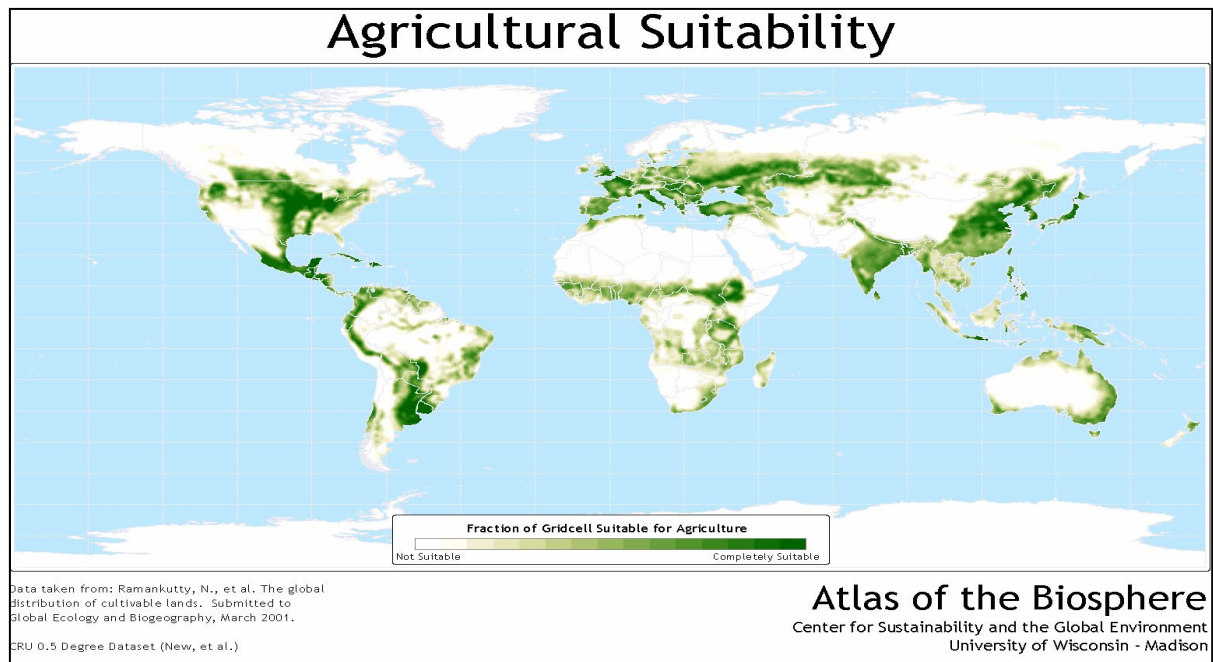 Agricultural Suitability
Fraction of Gridcell Suitable for Agriculture
Not Suitable
Completely Suitable
Data taken from: Ramankutty, N., et al. The global
distribution of cultivable lands.  Submitted to
Global Ecology and Biogeography, March 2001.
CRU 0.5 Degree Dataset (New, et al.)
Atlas of the Biosphere
Center for Sustainability and the Global Environment
University of Wisconsin - Madison